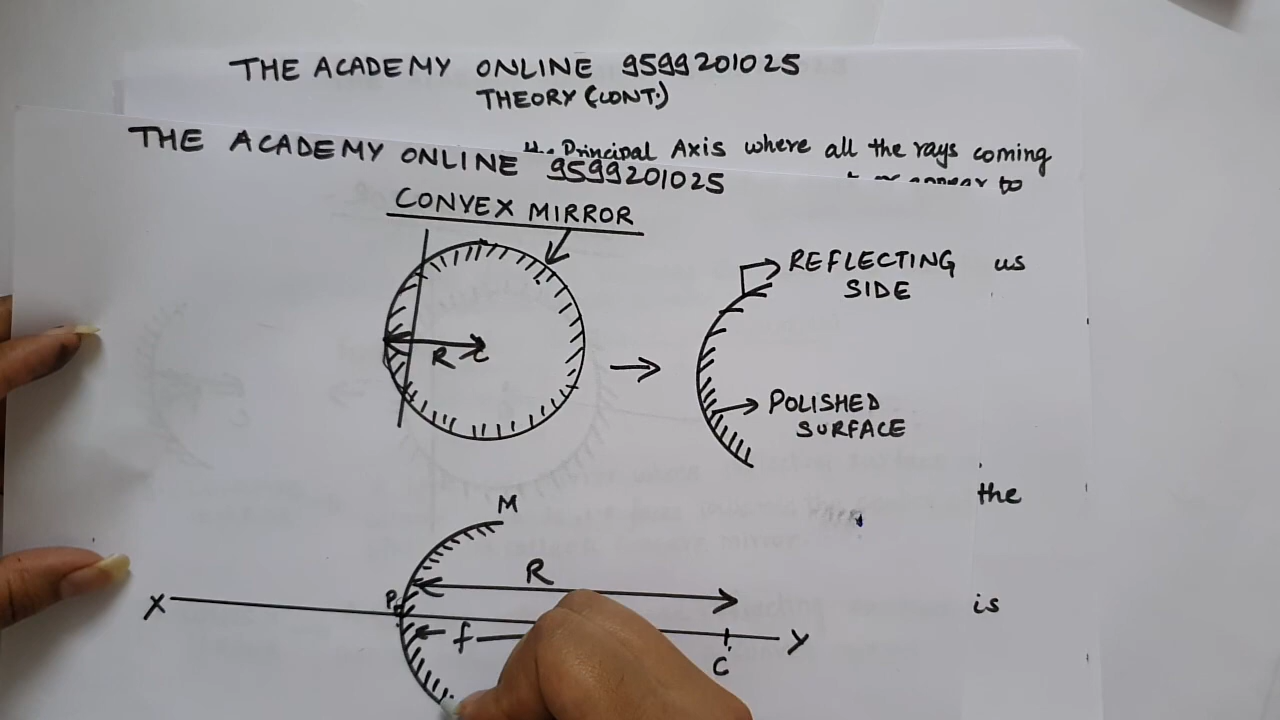 THE ACADEMY ONLINE 9599201025
THEORY (CONT.)
Principal Axis where all the rays coming
to
THE ACADEMY ONLINE 9599201025
CONVEX MIRROR
REFLECTING
SIDE
us
R C
POLISHED
SURFACE
the
M
R
X P
is
f
C
Y